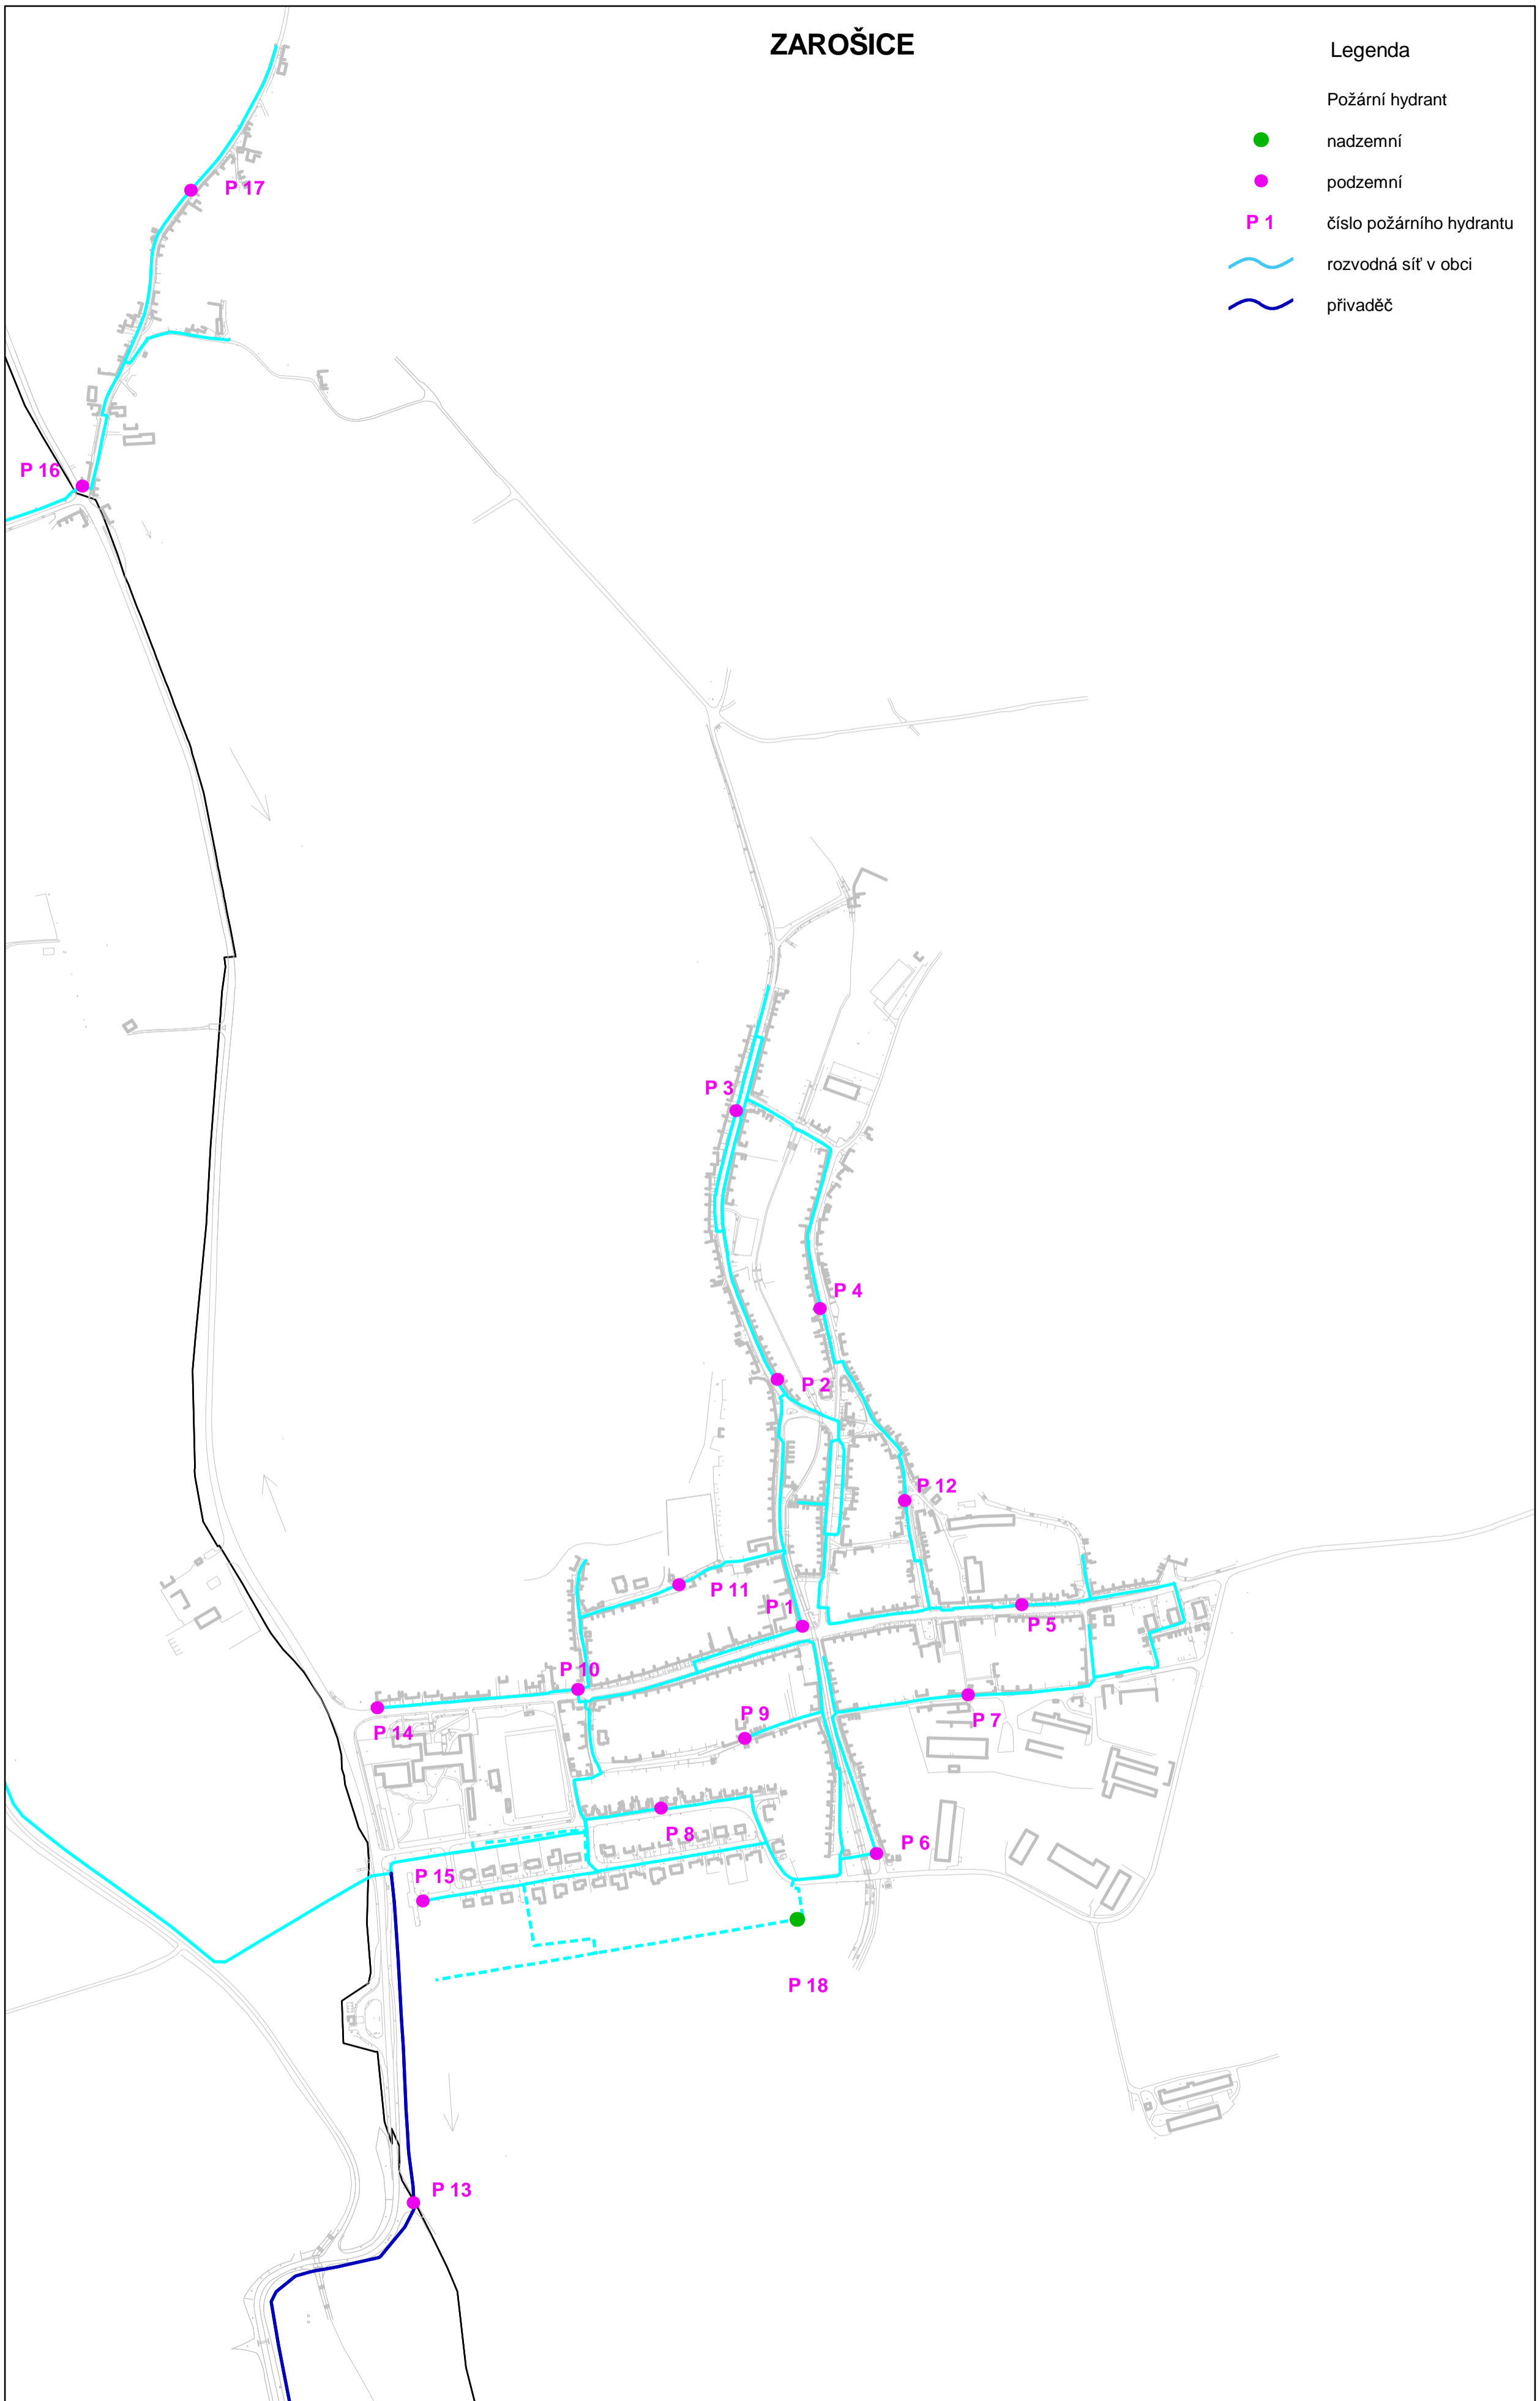 ZAROŠICE
Legenda
Požární hydrant
nadzemní
podzemní
P 1
číslo požárního hydrantu
rozvodná síť v obci
přivaděč
P 17
P 16
P 3
P 4
P 2
P 12
P 11
P 1
P 5
P 10
P 14
P 9
P 7
P 8
P 6
P 15
P 18
P 13